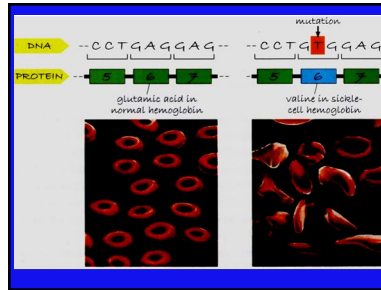 mutation
DNA --CCTGAGGAG-- --CCTGTGGAG
PROTEIN -- 5 6 7 -- 5 6 7
glutamic acid in valine in sickle-
normal hemoglobin cell hemoglobin